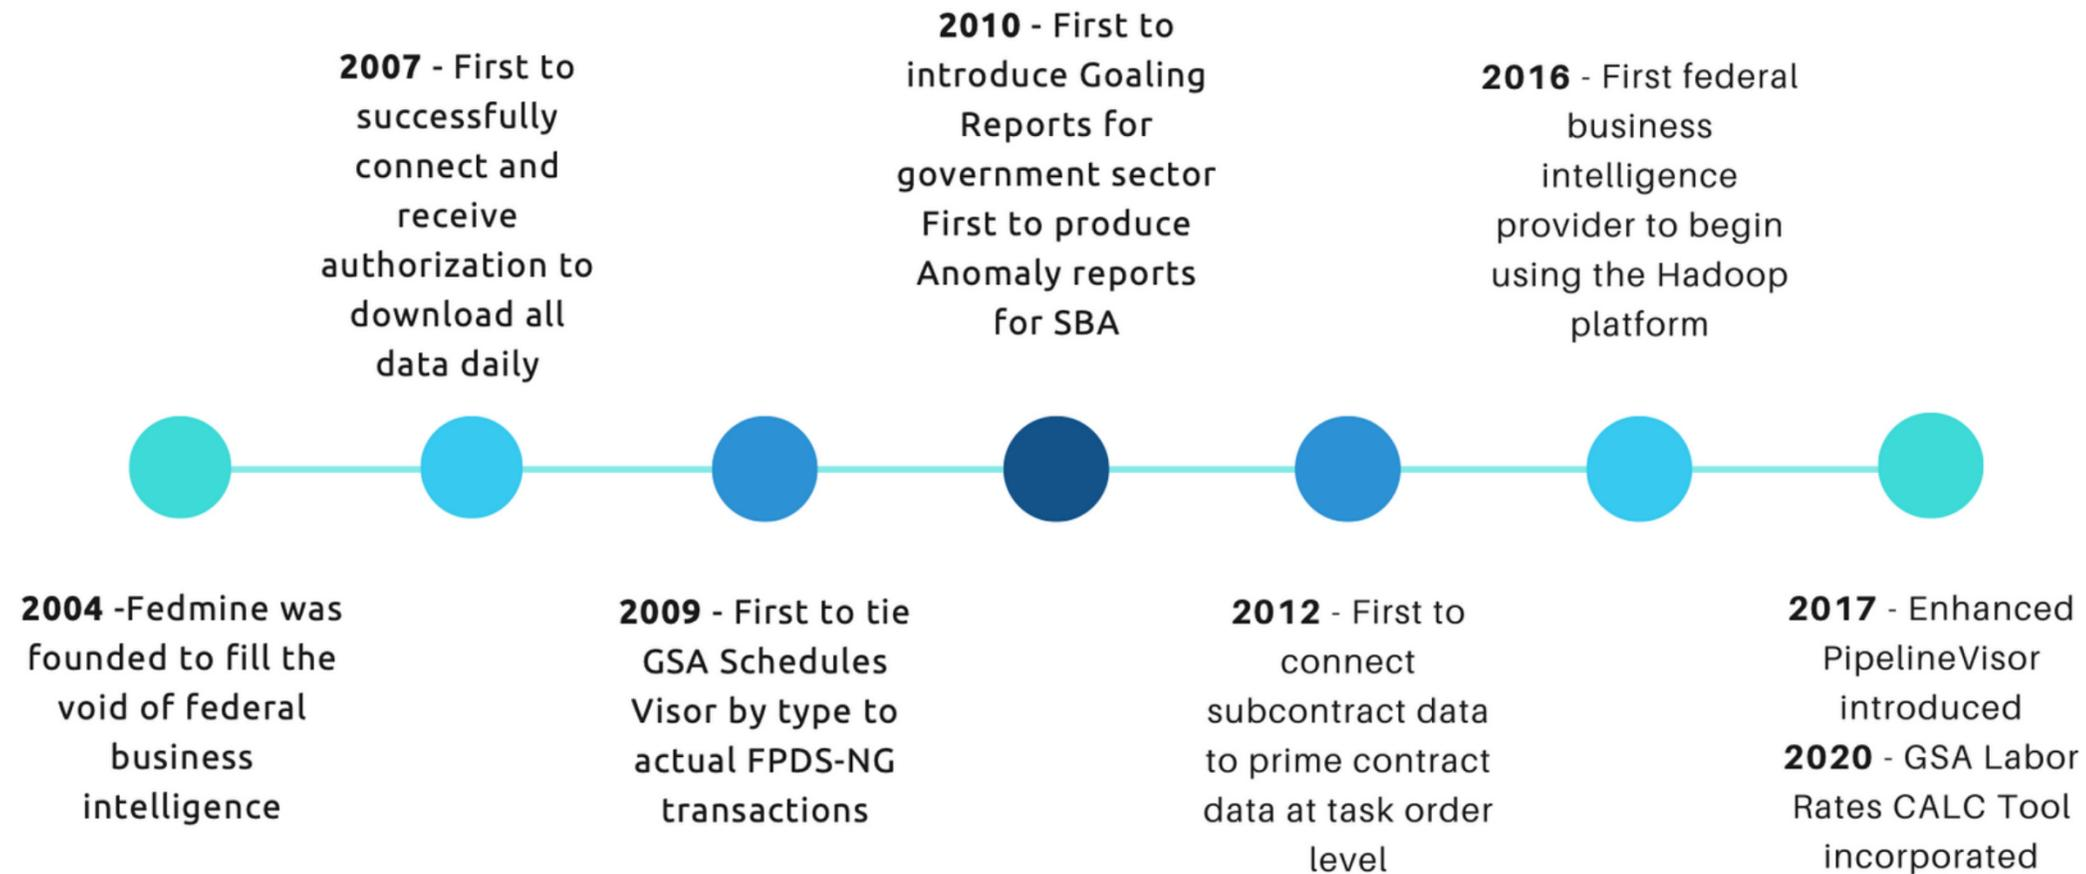 2004 -Fedmine was
founded to fill the
void of federal
business
intelligence
2007 - First to
successfully
connect and
receive
authorization to
download all
data daily
2009 - First to tie
GSA Schedules
Visor by type to
actual FPDS-NG
transactions
2010 - First to
introduce Goaling
Reports for
government sector
First to produce
Anomaly reports
for SBA
2012 - First to
connect
subcontract data
to prime contract
data at task order
level
2016 - First federal
business
intelligence
provider to begin
using the Hadoop
platform
2017 - Enhanced
PipelineVisor
introduced
2020 - GSA Labor
Rates CALC Tool
incorporated